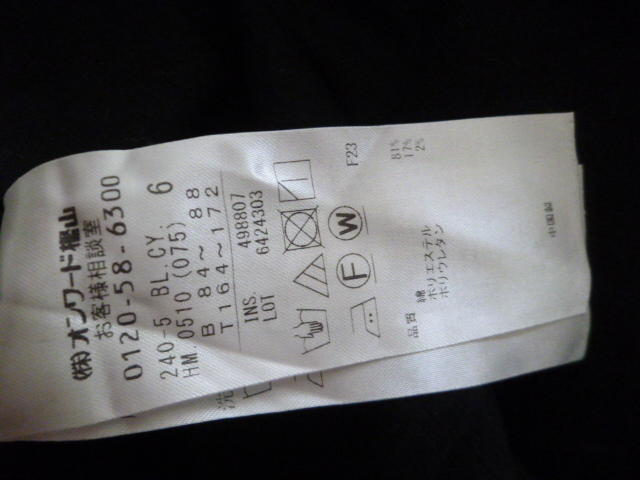 ㈱オンワード樫山
お客様相談室
0120-58-6300
240-5 BL.CY. 6
HM 0510 (075)
B 84～ 88
T164～172
INS. 498807
LOT 6424303
洗
F W
F23
品質 綿 81%
ポリエステル 17%
ポリウレタン 2%
中国製